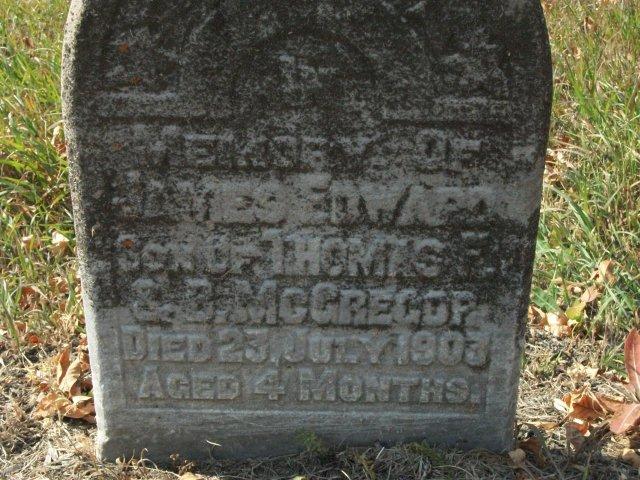 IN
MEMORY OF
JAMES EDWARD
SON OF THOMAS F.
& B. MCGREGOR.
DIED 23, JULY 1903
AGED 4 MONTHS.